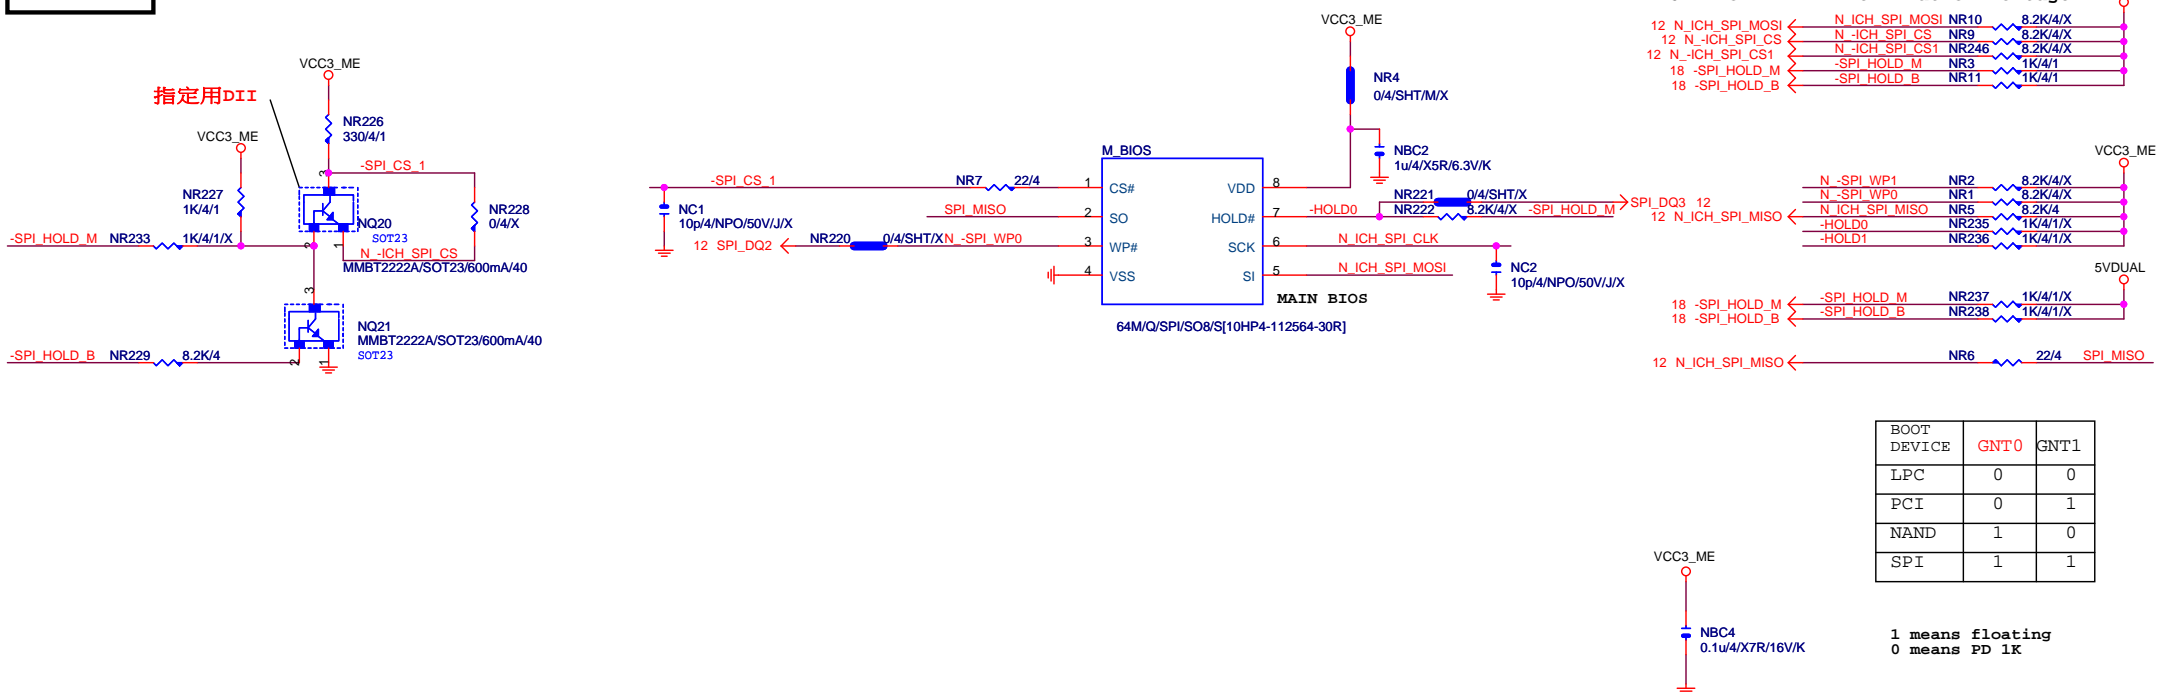 指定用DII
VCC3_ME
NR226
330/4/1
VCC3_ME
-SPI_CS_1
NR227
1K/4/1
3
NQ20
SOT23
NR228
0/4/X
-SPI_HOLD_M NR233 1K/4/1/X
2
1
N_-ICH_SPI_CS
MMBT2222A/SOT23/600mA/40
3
NQ21
MMBT2222A/SOT23/600mA/40
SOT23
-SPI_HOLD_B NR229 8.2K/4
2
1
VCC3_ME
NR4
0/4/SHT/M/X
NBC2
1u/4/X5R/6.3V/K
M_BIOS
-SPI_CS_1 NR7 22/4 1 CS# VDD 8
NC1
10p/4/NPO/50V/J/X
SPI_MISO 2 SO HOLD# 7 -HOLD0
NR221 0/4/SHT/X SPI_DQ3 12
NR222 8.2K/4/X -SPI_HOLD_M
12 SPI_DQ2 NR220 0/4/SHT/X N_-SPI_WP0 3 WP# SCK 6 N_ICH_SPI_CLK
4 VSS SI 5 N_ICH_SPI_MOSI
NC2
10p/4/NPO/50V/J/X
MAIN BIOS
64M/Q/SPI/SO8/S[10HP4-112564-30R]
12 N_ICH_SPI_MOSI N_ICH_SPI_MOSI NR10 8.2K/4/X
12 N_-ICH_SPI_CS N_-ICH_SPI_CS NR9 8.2K/4/X
12 N_-ICH_SPI_CS1 N_-ICH_SPI_CS1 NR246 8.2K/4/X
18 -SPI_HOLD_M -SPI_HOLD_M NR3 1K/4/1
18 -SPI_HOLD_B -SPI_HOLD_B NR11 1K/4/1
VCC3_ME
N_-SPI_WP1 NR2 8.2K/4/X
N_-SPI_WP0 NR1 8.2K/4/X
12 N_ICH_SPI_MISO N_ICH_SPI_MISO NR5 8.2K/4
-HOLD0 NR235 1K/4/1/X
-HOLD1 NR236 1K/4/1/X
5VDUAL
18 -SPI_HOLD_M -SPI_HOLD_M NR237 1K/4/1/X
18 -SPI_HOLD_B -SPI_HOLD_B NR238 1K/4/1/X
12 N_ICH_SPI_MISO NR6 22/4 SPI_MISO
BOOT
DEVICE GNT0 GNT1
LPC 0 0
PCI 0 1
NAND 1 0
SPI 1 1
VCC3_ME
NBC4
0.1u/4/X7R/16V/K
1 means floating
0 means PD 1K